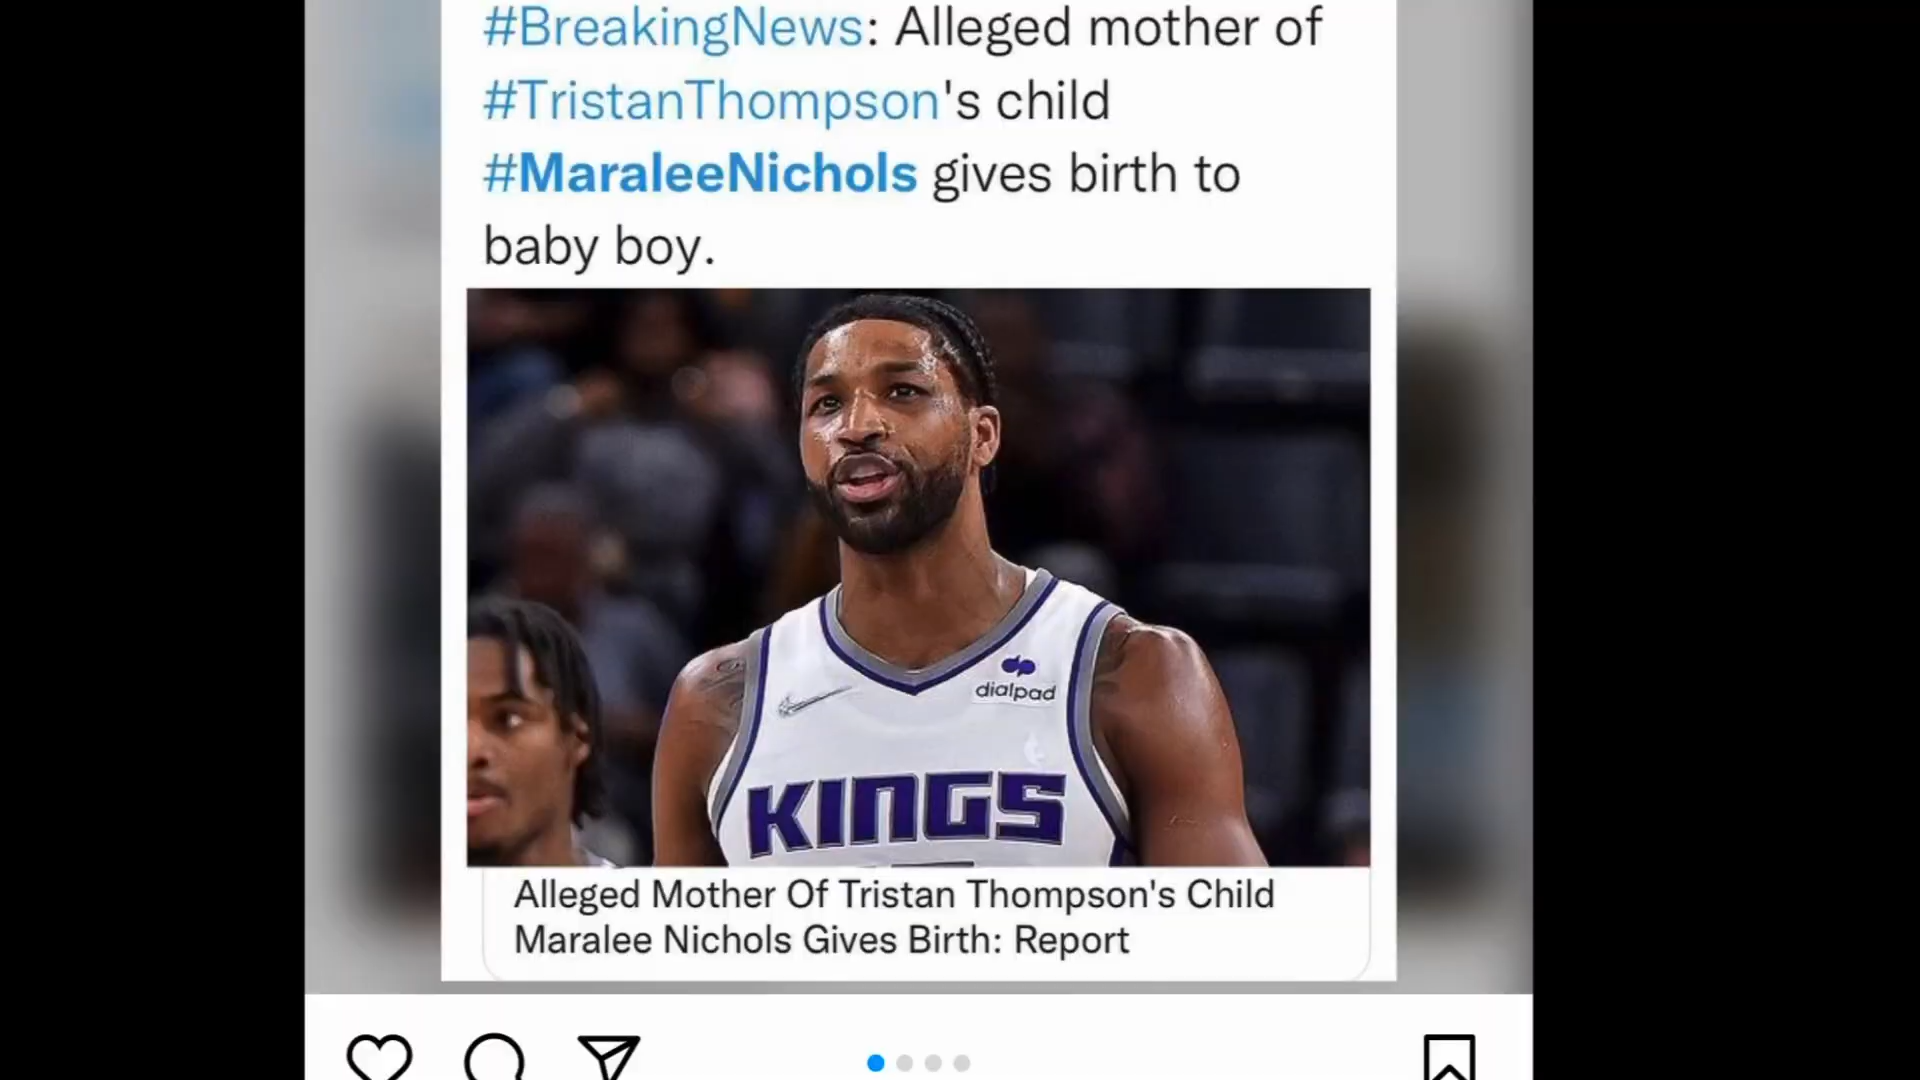 #BreakingNews: Alleged mother of
#TristanThompson's child
#MaraleeNichols gives birth to
baby boy.
dialpad
KINGS
Alleged Mother Of Tristan Thompson's Child
Maralee Nichols Gives Birth: Report